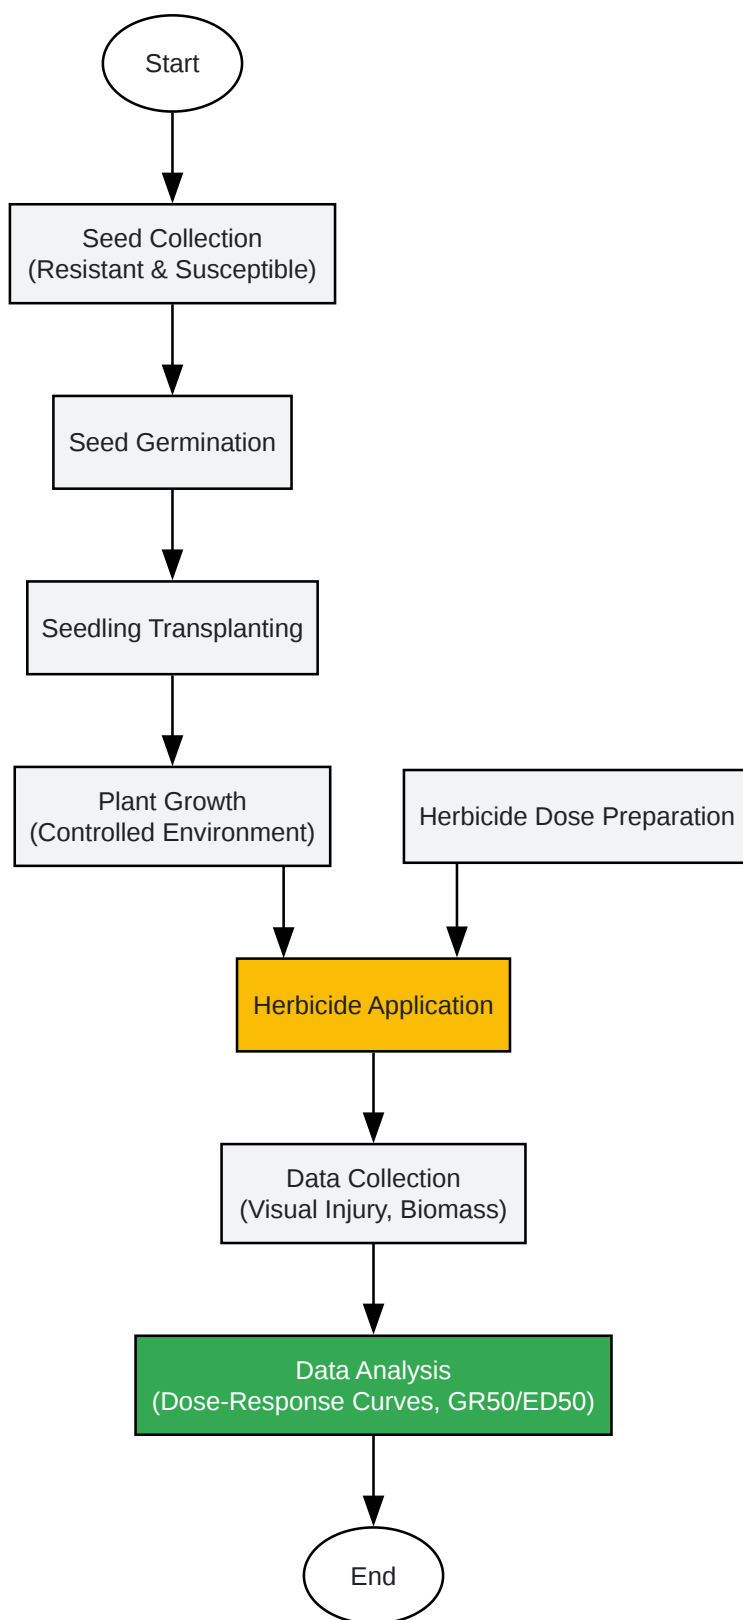 Start
Seed Collection
(Resistant & Susceptible)
Seed Germination
Seedling Transplanting
Plant Growth
(Controlled Environment)
Herbicide Dose Preparation
Herbicide Application
Data Collection
(Visual Injury, Biomass)
Data Analysis
(Dose-Response Curves, GR50/ED50)
End